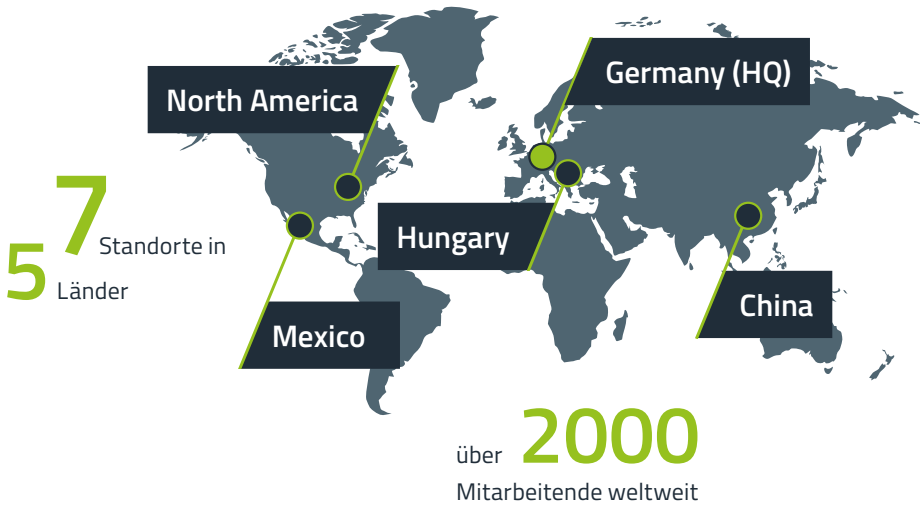 Germany (HQ)
North America
7 Standorte in
5 Länder
Hungary
China
Mexico
über 2000
Mitarbeitende weltweit